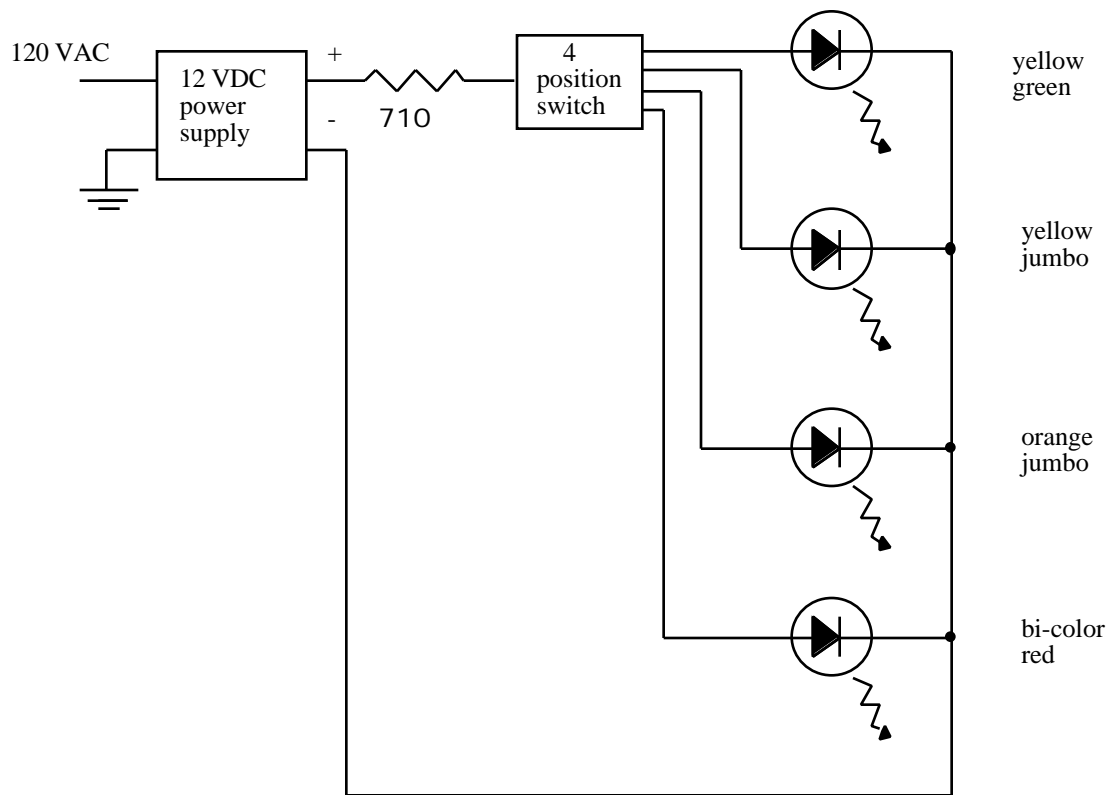 120 VAC
12 VDC
power
supply
+
-
710
4
position
switch
yellow
green
yellow
jumbo
orange
jumbo
bi-color
red